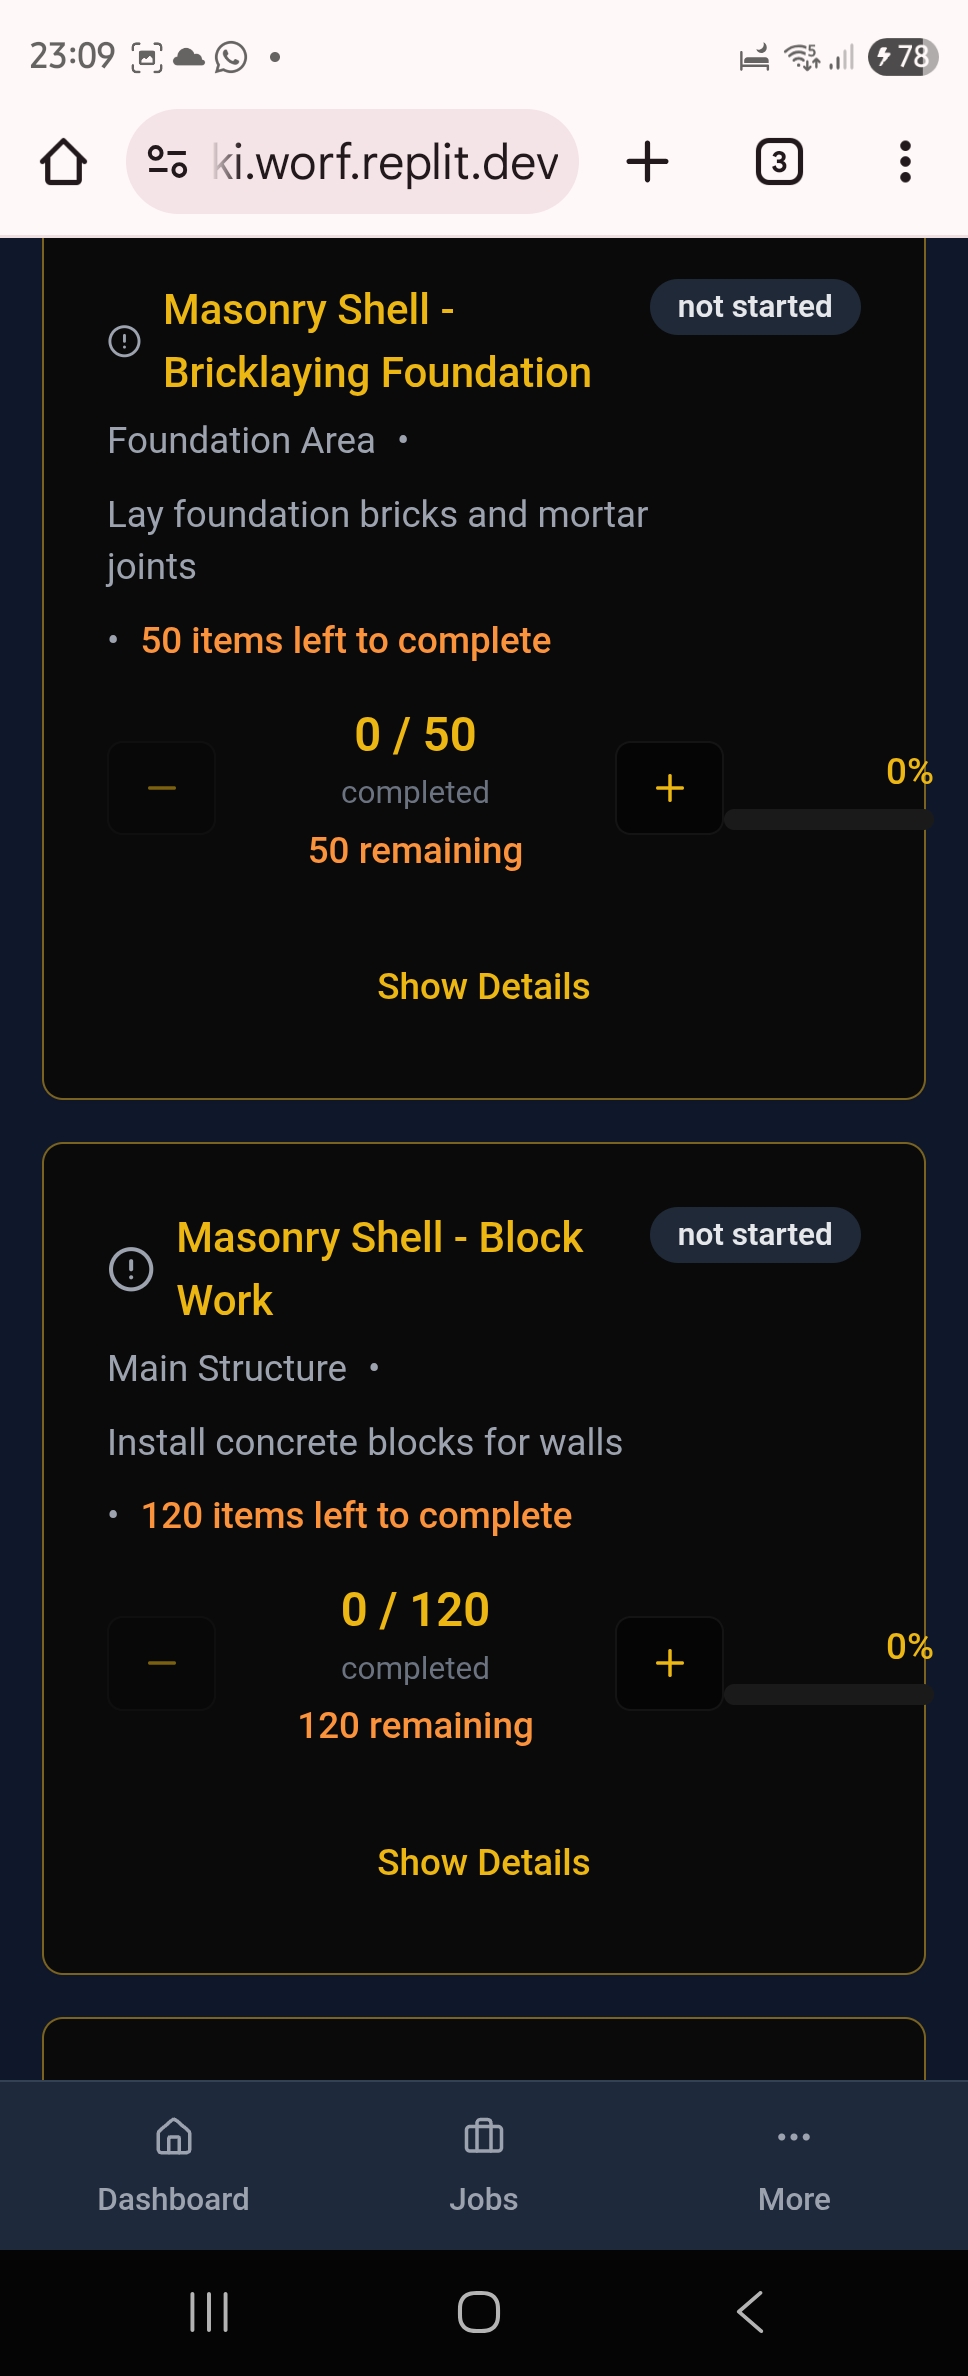 23:09
5
78
ki.worf.replit.dev
3
Masonry Shell -
Bricklaying Foundation
not started
Foundation Area •
Lay foundation bricks and mortar
joints
• 50 items left to complete
0 / 50
completed
50 remaining
0%
Show Details
Masonry Shell - Block
Work
not started
Main Structure •
Install concrete blocks for walls
• 120 items left to complete
0 / 120
completed
120 remaining
0%
Show Details
Dashboard
Jobs
More